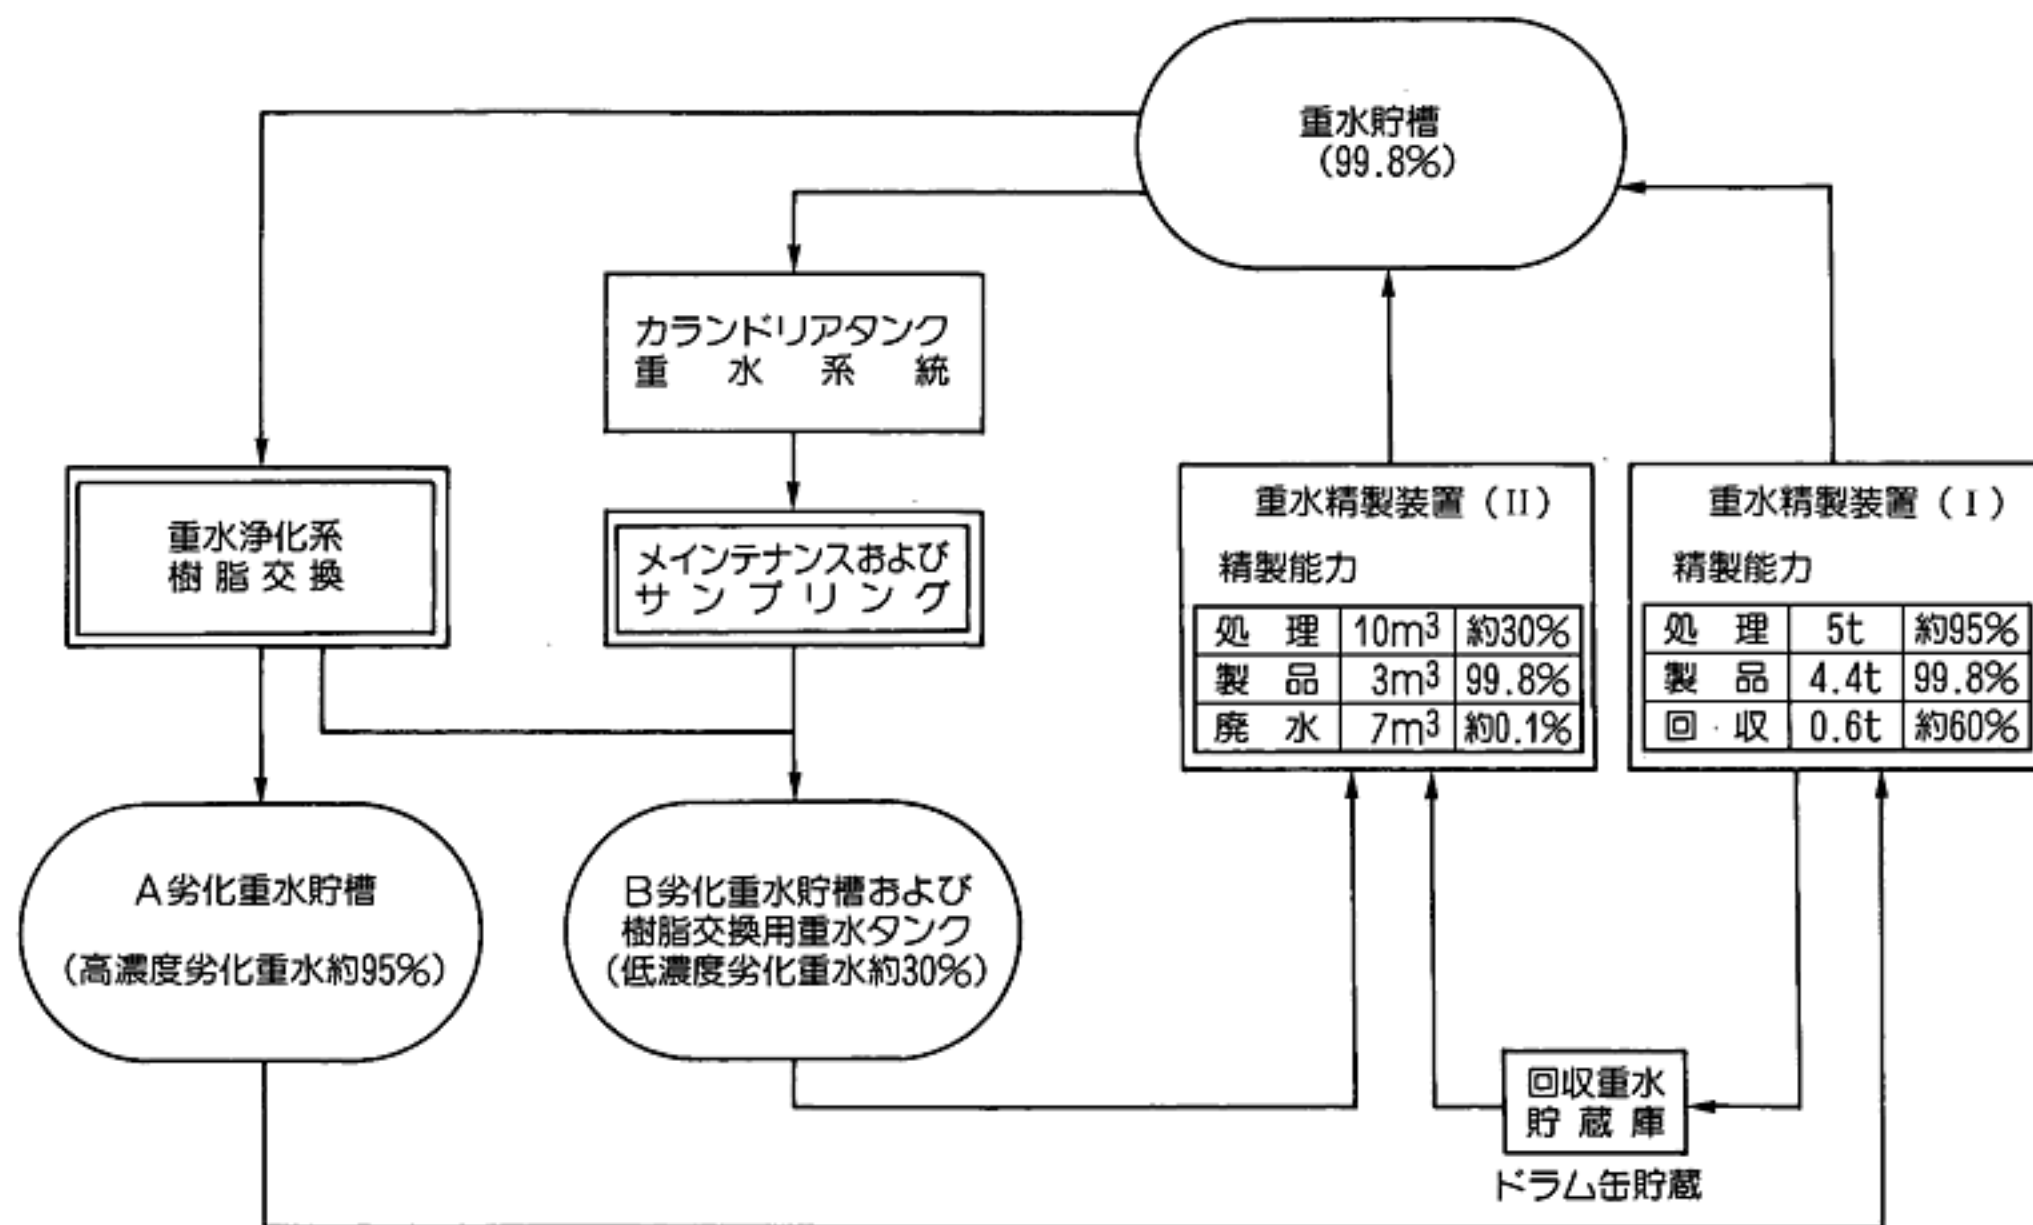 重水貯槽
(99.8%)
カランドリアタンク
重水系統
重水浄化系
樹脂交換
メインテナンスおよび
サンプリング
重水精製装置(II)
精製能力
処理 10m³ 約30%
製品 3m³ 99.8%
廃水 7m³ 約0.1%
重水精製装置(I)
精製能力
処理 5t 約95%
製品 4.4t 99.8%
回収 0.6t 約60%
A劣化重水貯槽
(高濃度劣化重水約95%)
B劣化重水貯槽および
樹脂交換用重水タンク
(低濃度劣化重水約30%)
回収重水
貯蔵庫
ドラム缶貯蔵